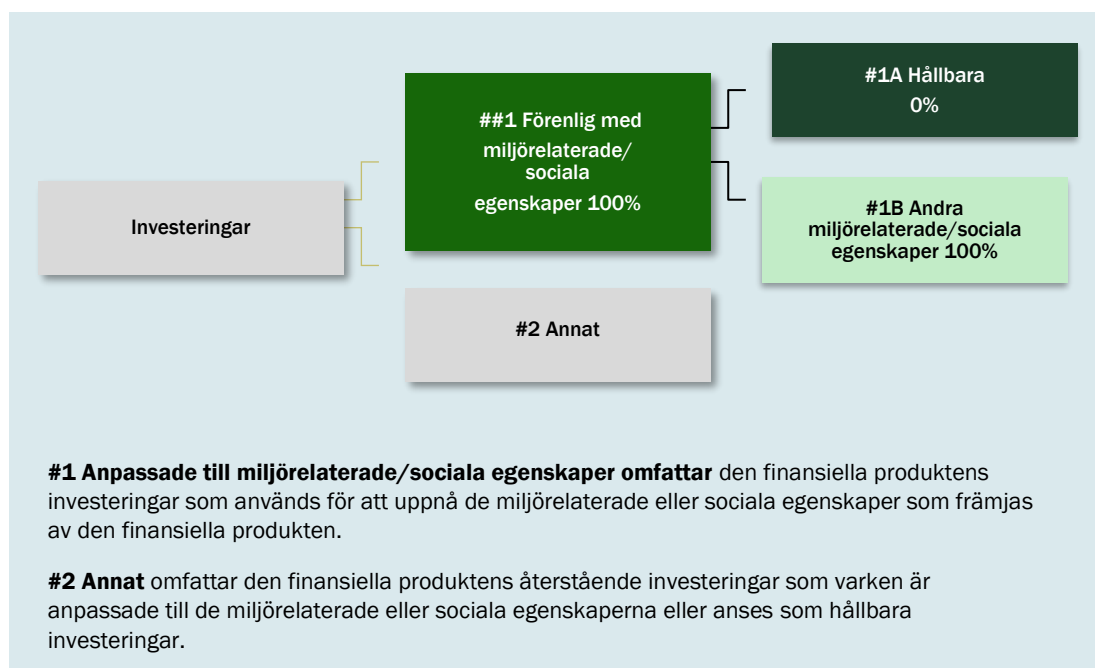 Investeringar
##1 Förenlig med
miljörelaterade/
sociala
egenskaper 100%
#2 Annat
#1A Hållbara
0%
#1B Andra
miljörelaterade/sociala
egenskaper 100%
#1 Anpassade till miljörelaterade/sociala egenskaper omfattar den finansiella produktens
investeringar som används för att uppnå de miljörelaterade eller sociala egenskaper som främjas
av den finansiella produkten.
#2 Annat omfattar den finansiella produktens återstående investeringar som varken är
anpassade till de miljörelaterade eller sociala egenskaperna eller anses som hållbara
investeringar.